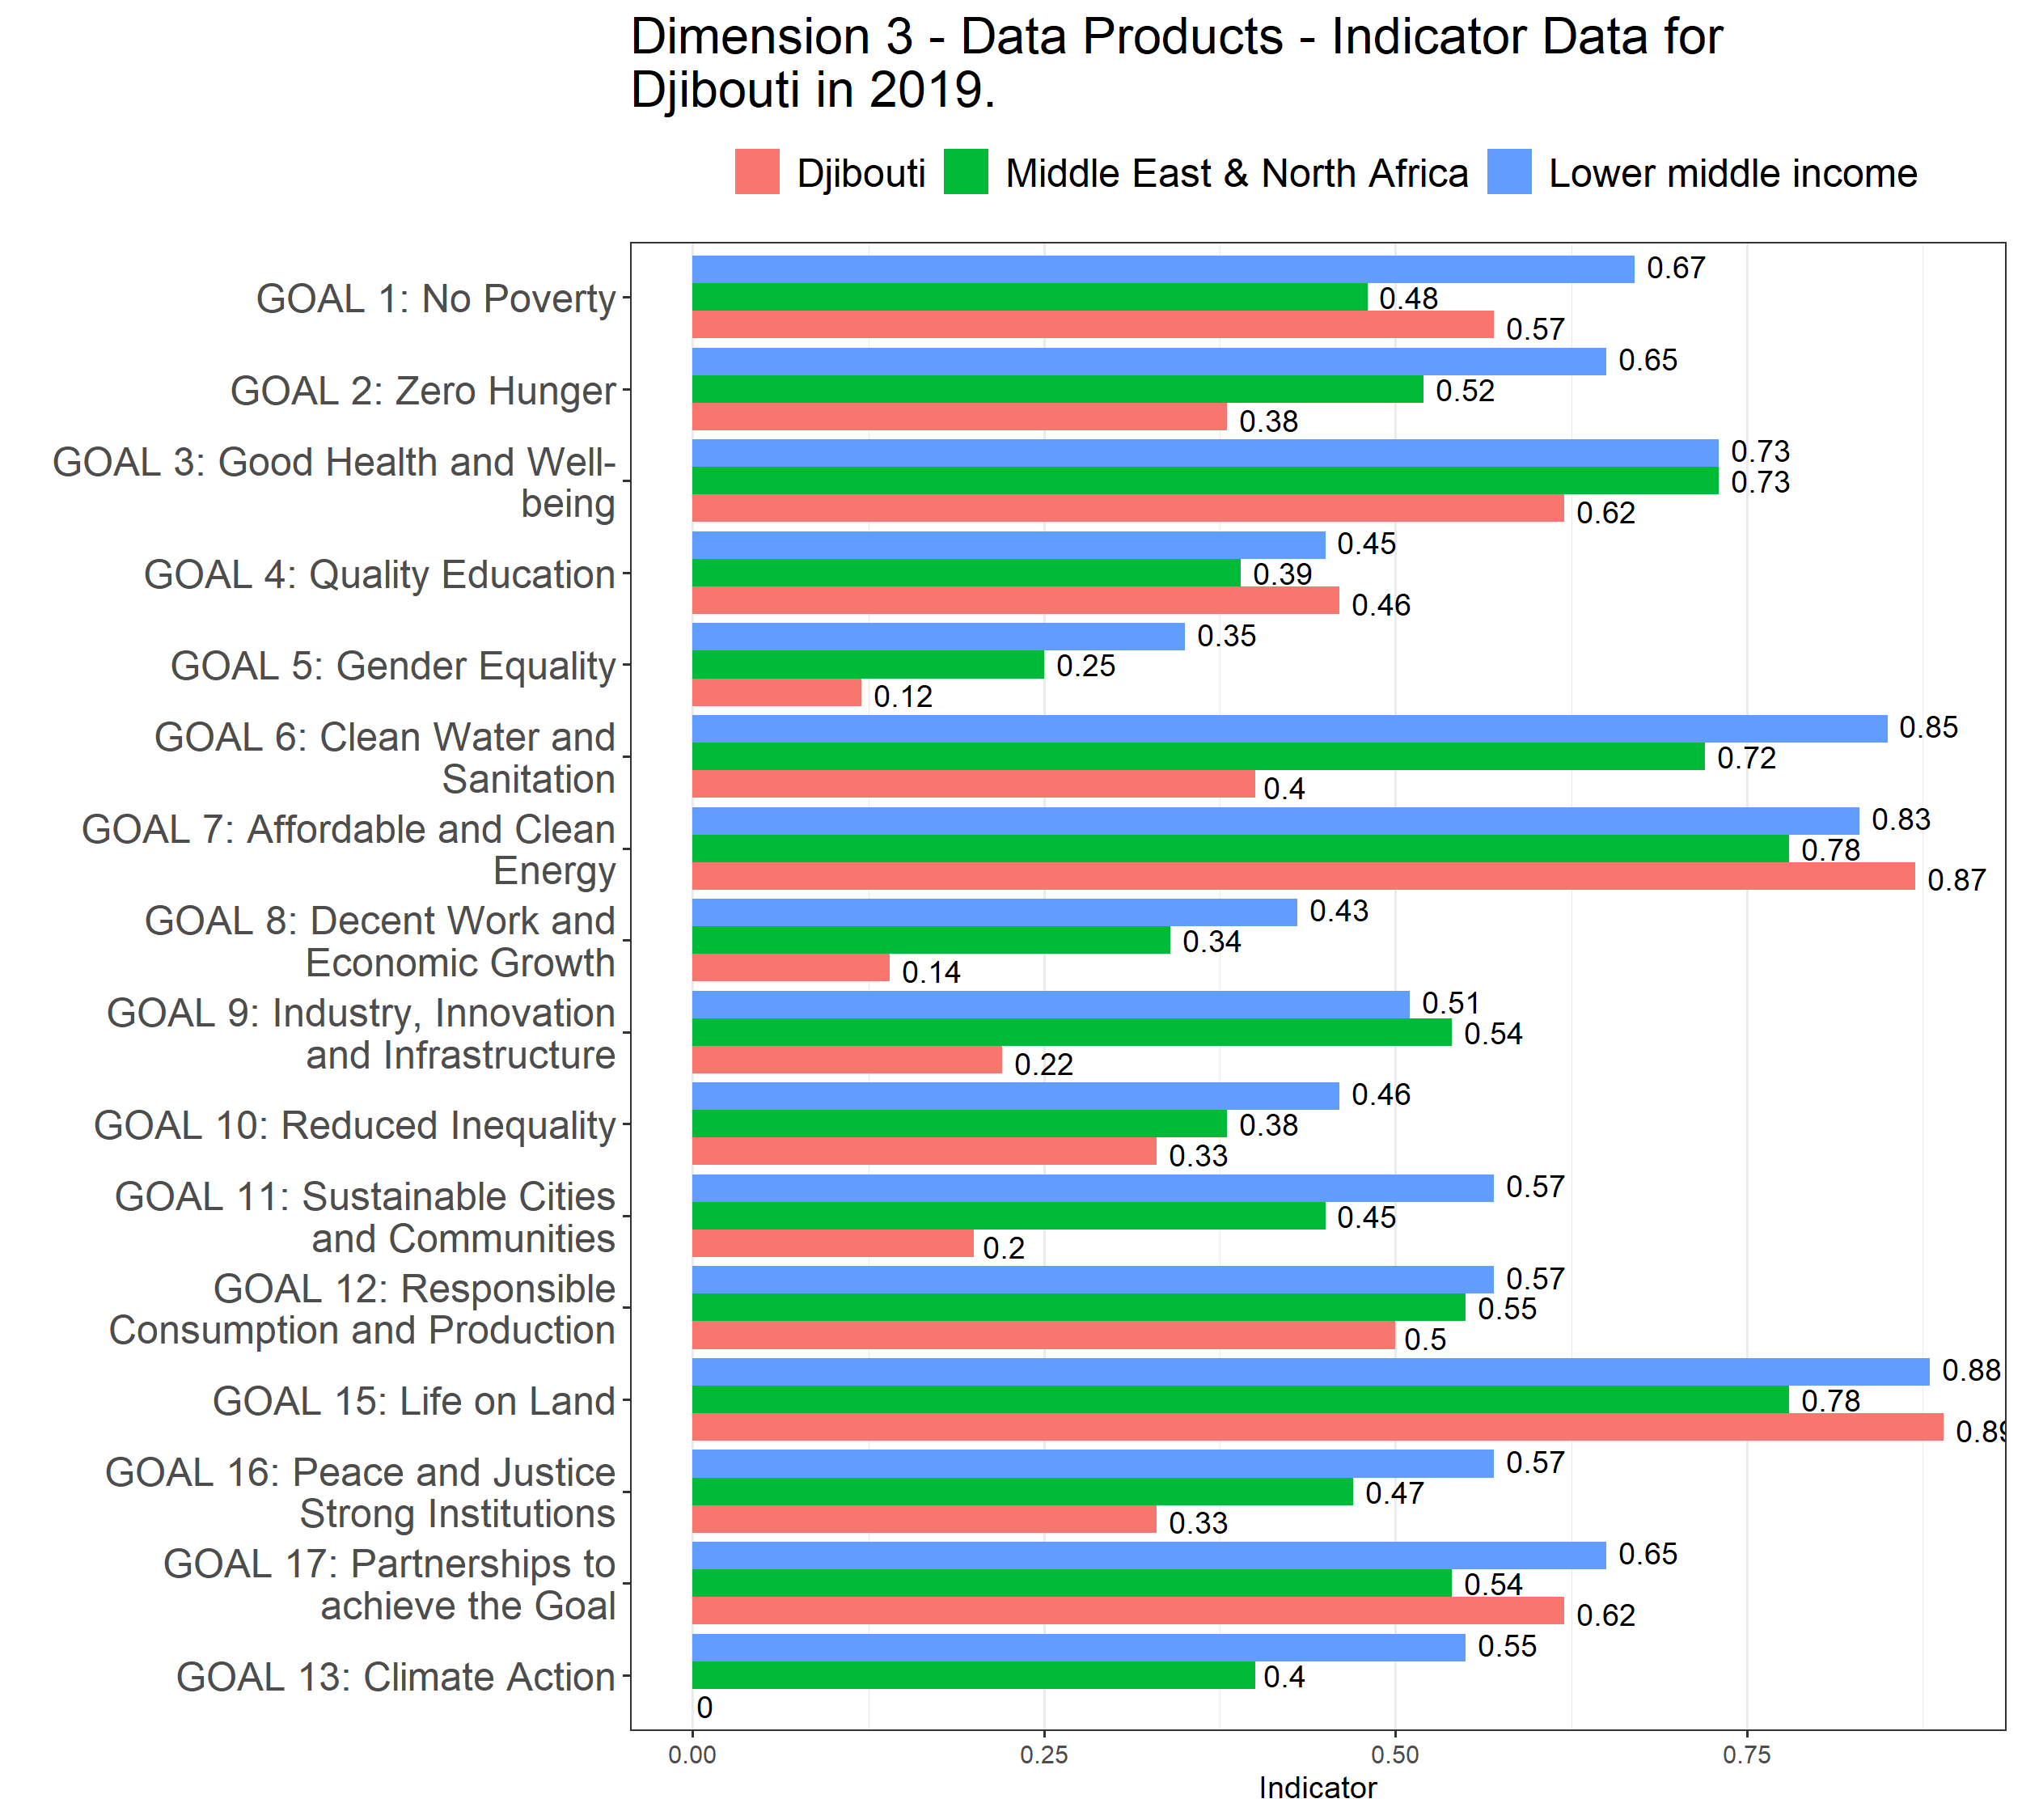 Dimension 3 - Data Products - Indicator Data for
Djibouti in 2019.
Djibouti Middle East & North Africa Lower middle income
GOAL 1: No Poverty
0.67
0.48
0.57
GOAL 2: Zero Hunger
0.65
0.52
0.38
GOAL 3: Good Health and Well-
being
0.73
0.73
0.62
GOAL 4: Quality Education
0.45
0.39
0.46
GOAL 5: Gender Equality
0.35
0.25
0.12
GOAL 6: Clean Water and
Sanitation
0.85
0.72
0.4
GOAL 7: Affordable and Clean
Energy
0.83
0.78
0.87
GOAL 8: Decent Work and
Economic Growth
0.43
0.34
0.14
GOAL 9: Industry, Innovation
and Infrastructure
0.51
0.54
0.22
GOAL 10: Reduced Inequality
0.46
0.38
0.33
GOAL 11: Sustainable Cities
and Communities
0.57
0.45
0.2
GOAL 12: Responsible
Consumption and Production
0.57
0.55
0.5
GOAL 15: Life on Land
0.88
0.78
0.89
GOAL 16: Peace and Justice
Strong Institutions
0.57
0.47
0.33
GOAL 17: Partnerships to
achieve the Goal
0.65
0.54
0.62
GOAL 13: Climate Action
0.55
0.4
0
0.00 0.25 0.50 0.75
Indicator